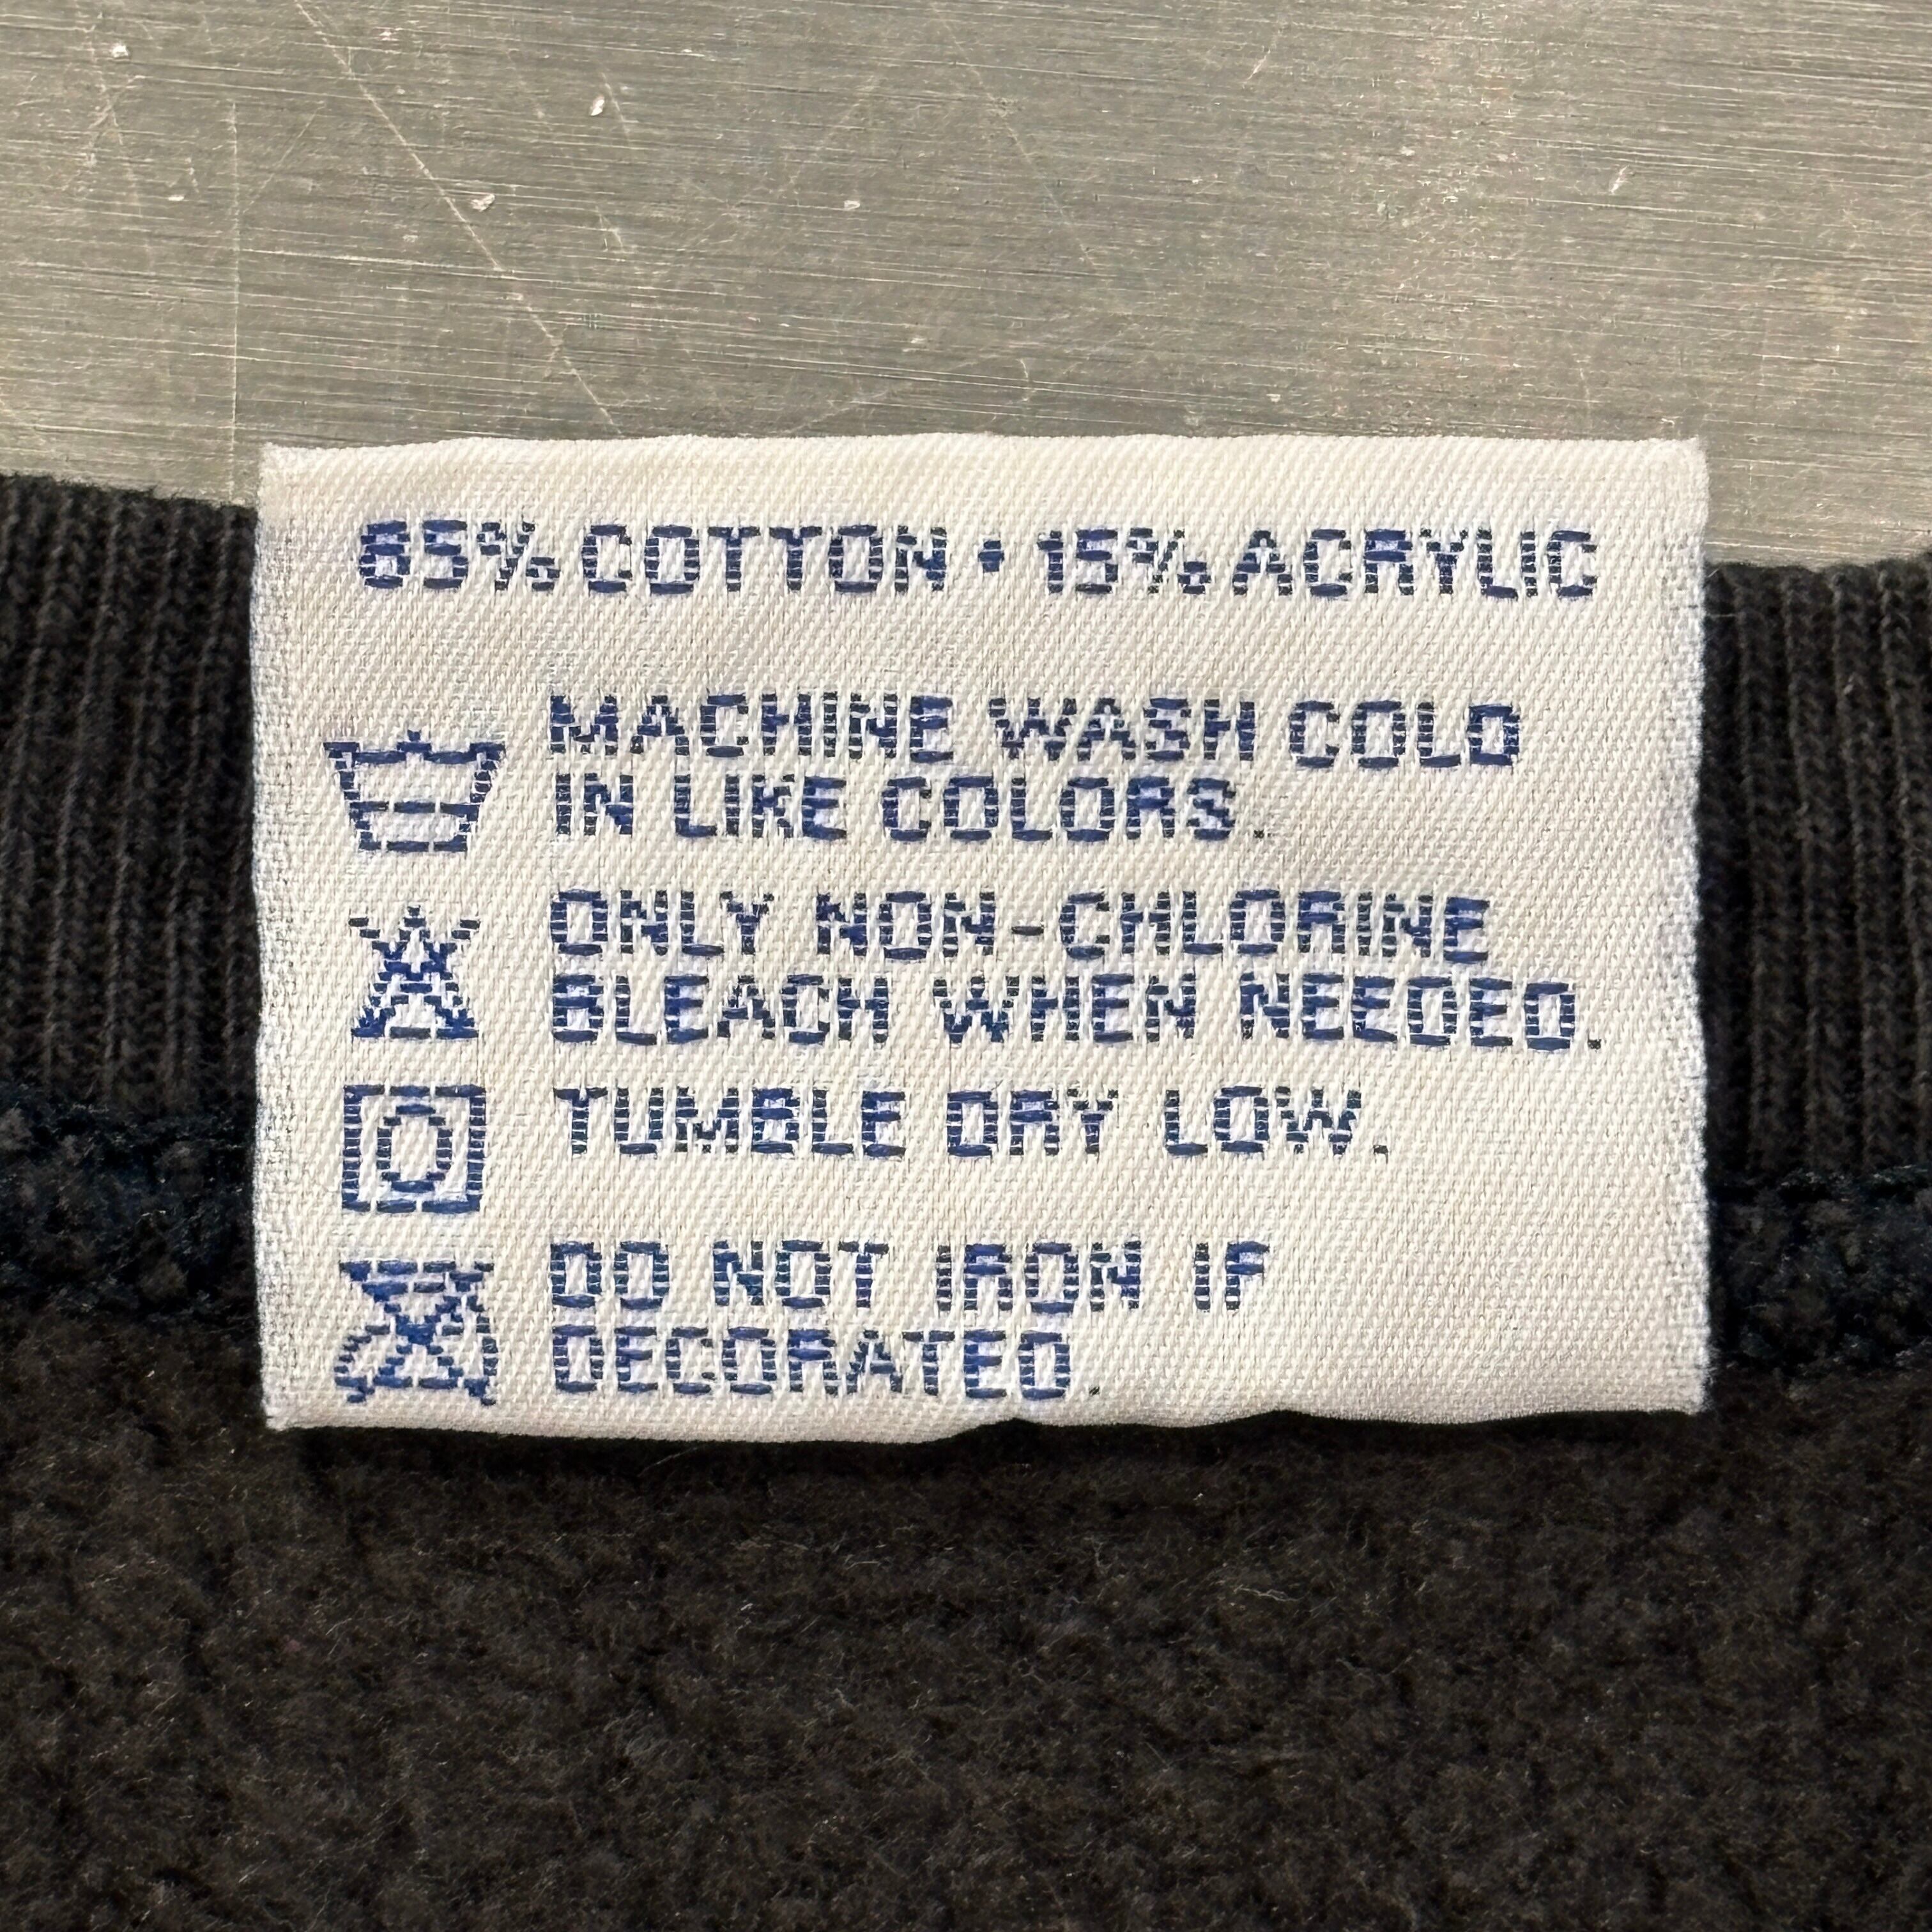 85% COTTON • 15% ACRYLIC
MACHINE WASH COLD
IN LIKE COLORS.
ONLY NON-CHLORINE
BLEACH WHEN NEEDED.
TUMBLE DRY LOW.
DO NOT IRON IF
DECORATED.